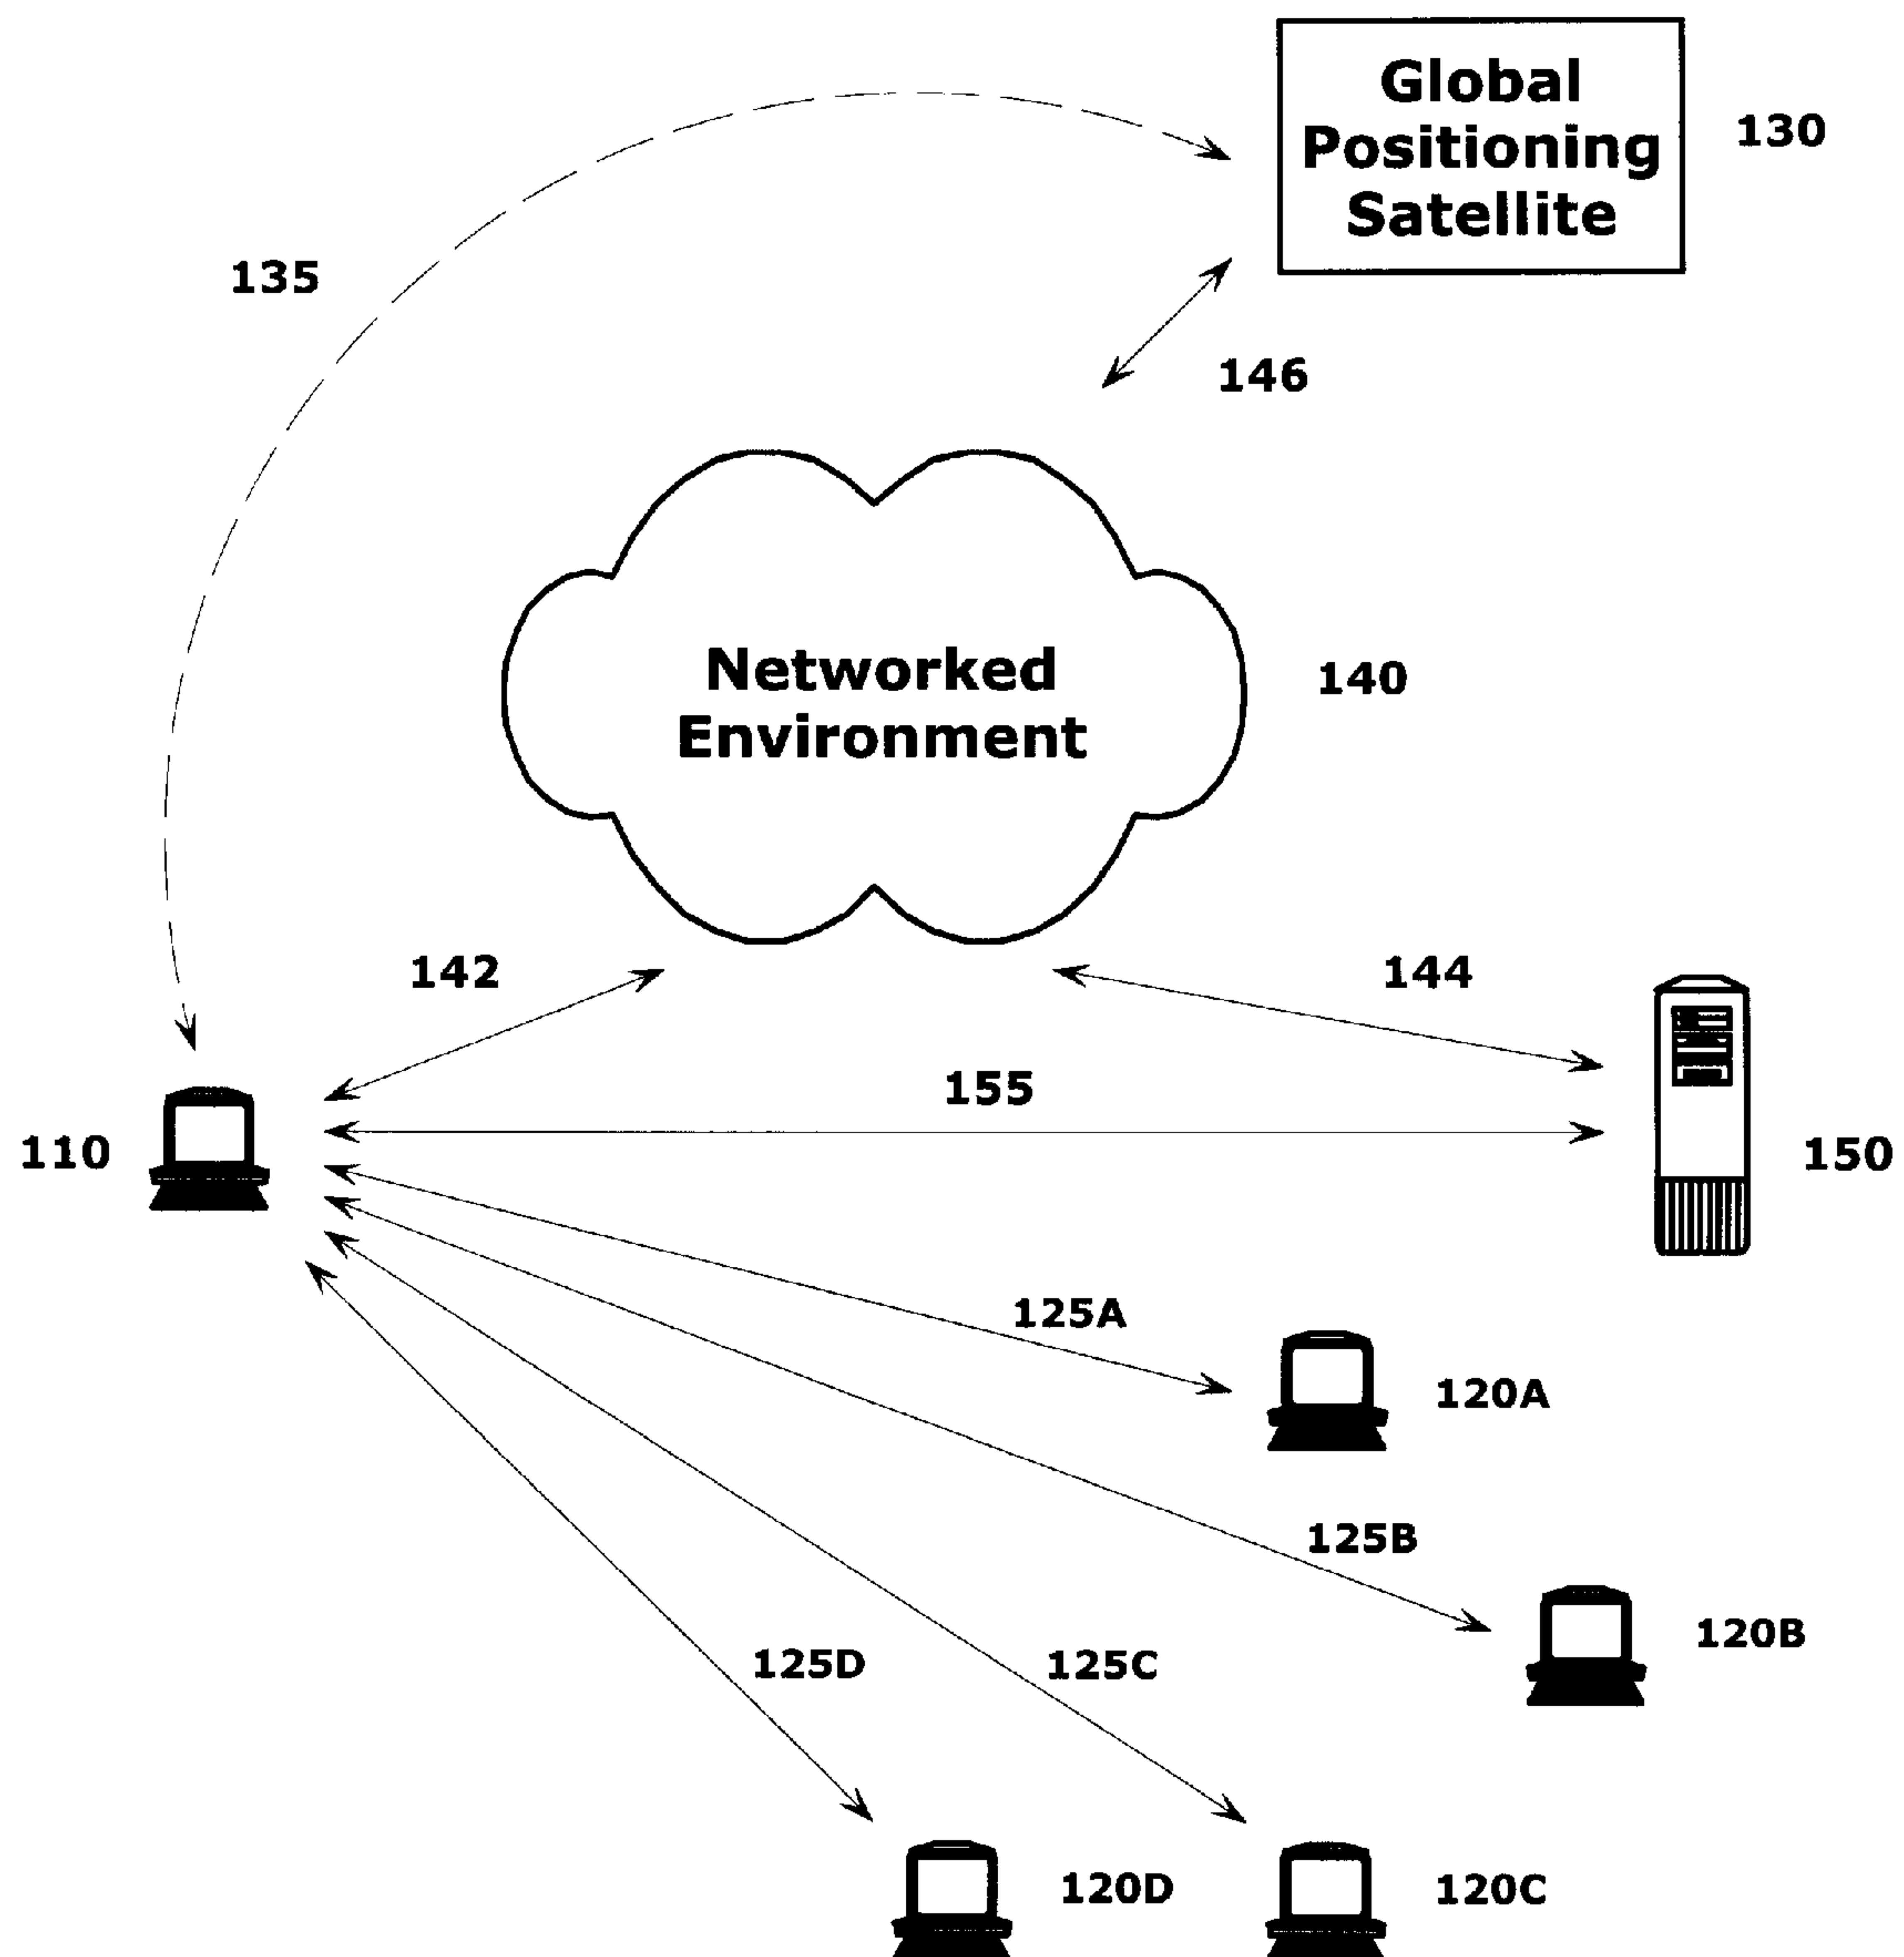 Global
Positioning
Satellite
130
135
146
Networked
Environment
140
142
144
155
110
150
125A
120A
125B
120B
125D
125C
120D
120C